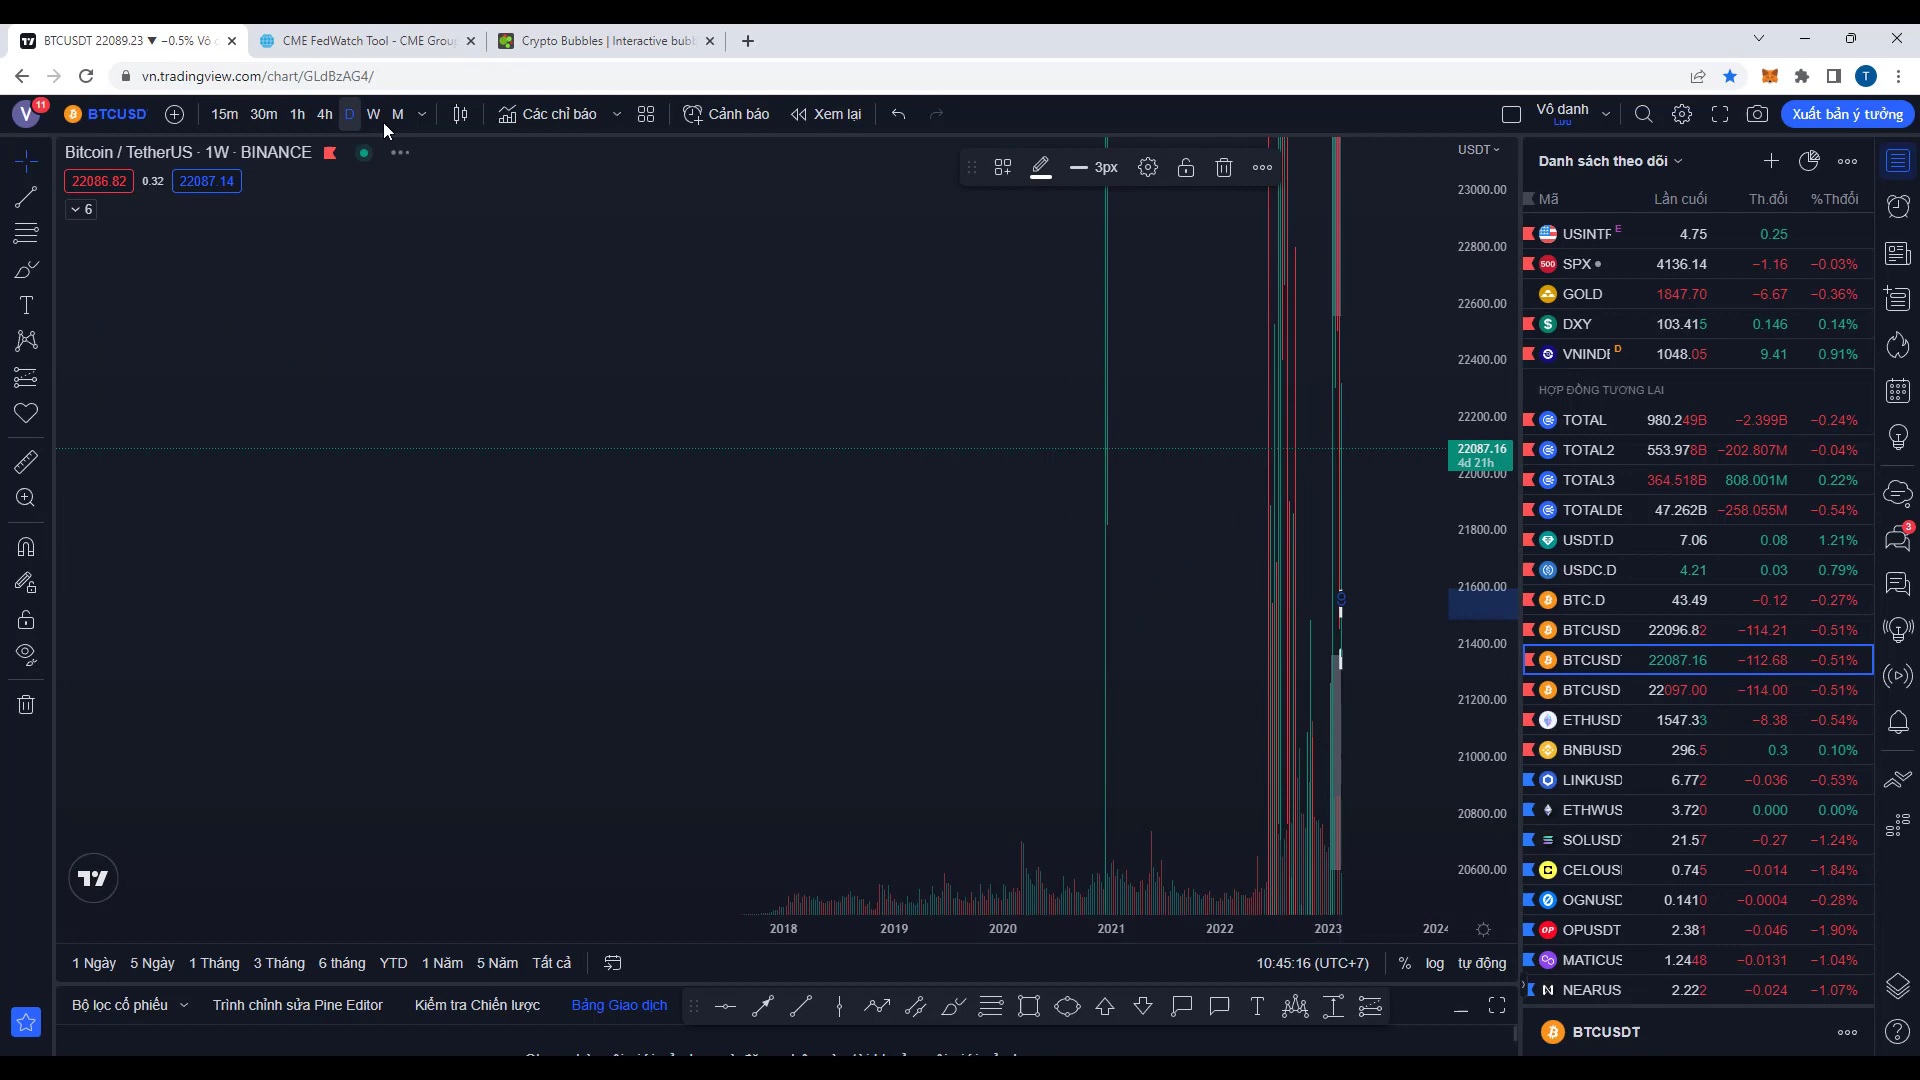 BTCUSDT 22089.23 ▼ −0.5% Vô
CME FedWatch Tool - CME Group
Crypto Bubbles | Interactive bubb
vn.tradingview.com/chart/GLdBzAG4/
T
V
11
BTCUSD
15m 30m 1h 4h D W M
Các chỉ báo
Cảnh báo
Xem lại
Vô danh
Lưu
Xuất bản ý tưởng
Bitcoin / TetherUS · 1W · BINANCE
22086.82 0.32 22087.14
6
3px
USDT
23000.00
22800.00
22600.00
22400.00
22200.00
22087.16
4d 21h
22000.00
21800.00
21600.00
21400.00
21200.00
21000.00
20800.00
20600.00
2018 2019 2020 2021 2022 2023 2024
1 Ngày 5 Ngày 1 Tháng 3 Tháng 6 tháng YTD 1 Năm 5 Năm Tất cả
10:45:16 (UTC+7) % log tự động
Bộ lọc cổ phiếu Trình chỉnh sửa Pine Editor Kiểm tra Chiến lược Bảng Giao dịch
Danh sách theo dõi
Mã Lần cuối Th.đổi %Thđổi
USINTR E 4.75 0.25
500 SPX 4136.14 −1.16 −0.03%
GOLD 1847.70 −6.67 −0.36%
DXY 103.415 0.146 0.14%
VNINDE D 1048.05 9.41 0.91%
HỢP ĐỒNG TƯƠNG LAI
TOTAL 980.249B −2.399B −0.24%
TOTAL2 553.978B −202.807M −0.04%
TOTAL3 364.518B 808.001M 0.22%
TOTALDE 47.262B −258.055M −0.54%
USDT.D 7.06 0.08 1.21%
USDC.D 4.21 0.03 0.79%
BTC.D 43.49 −0.12 −0.27%
BTCUSD 22096.82 −114.21 −0.51%
BTCUSD 22087.16 −112.68 −0.51%
BTCUSD 22097.00 −114.00 −0.51%
ETHUSD 1547.33 −8.38 −0.54%
BNBUSD 296.5 0.3 0.10%
LINKUSD 6.772 −0.036 −0.53%
ETHWUS 3.720 0.000 0.00%
SOLUSD 21.57 −0.27 −1.24%
CELOUS 0.745 −0.014 −1.84%
OGNUSD 0.1410 −0.0004 −0.28%
OP OPUSDT 2.381 −0.046 −1.90%
MATICUS 1.2448 −0.0131 −1.04%
NEARUS 2.222 −0.024 −1.07%
BTCUSDT
3